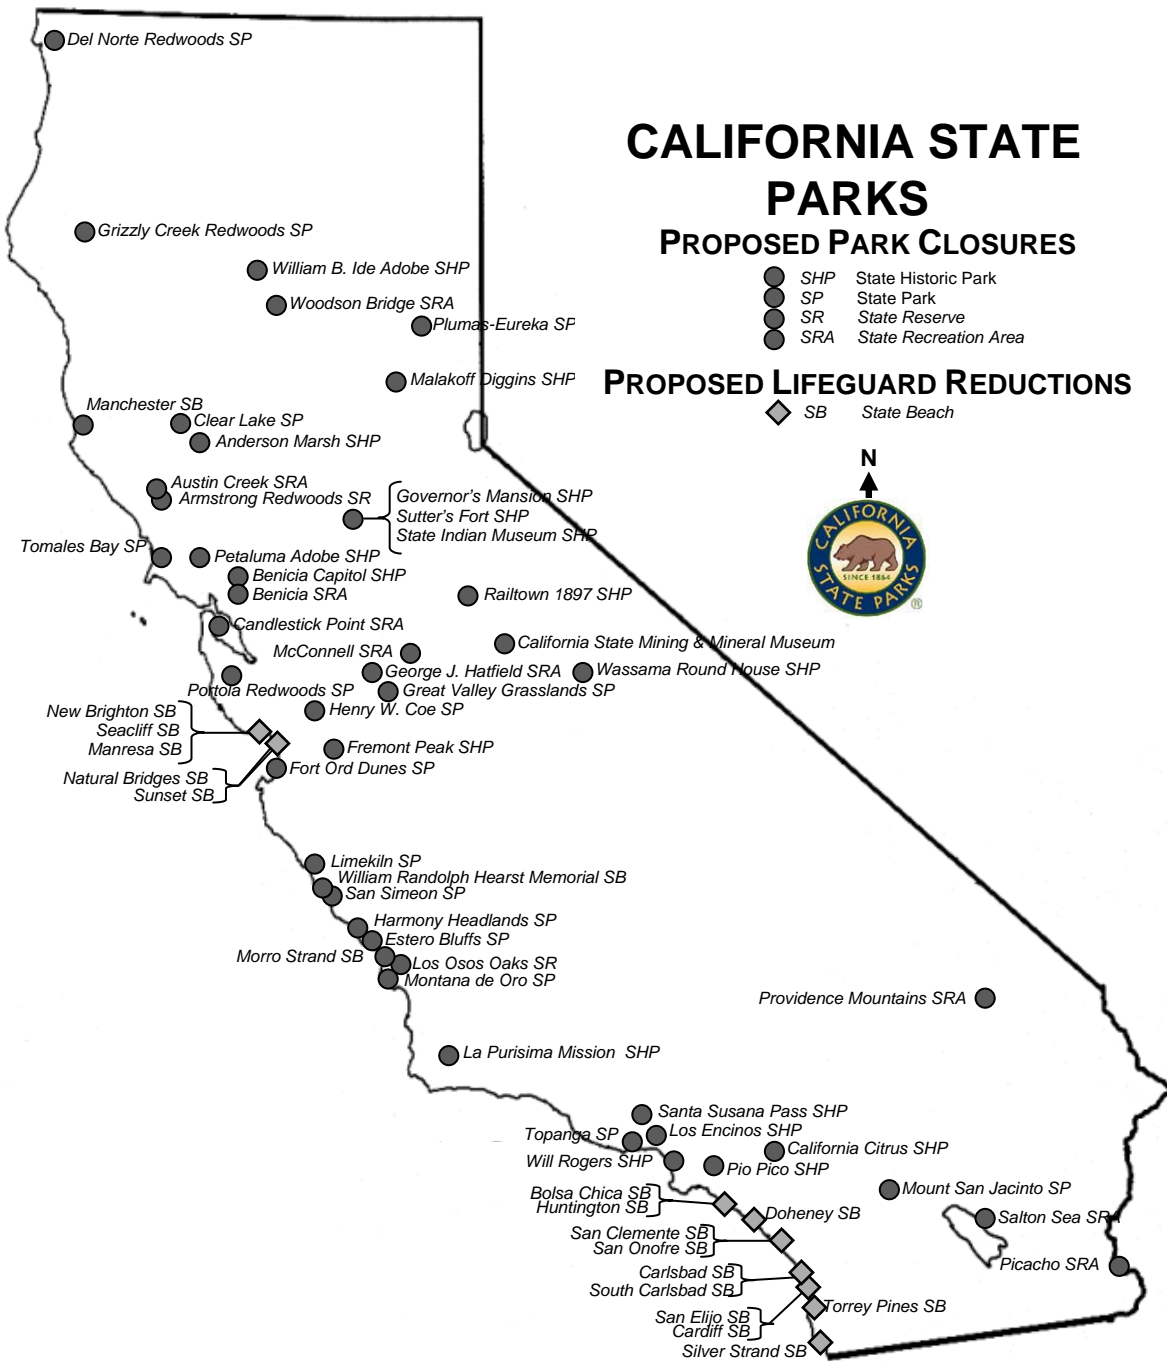 CALIFORNIA STATE
PARKS
PROPOSED PARK CLOSURES
SHP State Historic Park
SP State Park
SR State Reserve
SRA State Recreation Area
PROPOSED LIFEGUARD REDUCTIONS
SB State Beach
N
CALIFORNIA
SINCE 1864
STATE PARKS
®
Del Norte Redwoods SP
Grizzly Creek Redwoods SP
William B. Ide Adobe SHP
Woodson Bridge SRA
Plumas-Eureka SP
Malakoff Diggins SHP
Manchester SB
Clear Lake SP
Anderson Marsh SHP
Austin Creek SRA
Armstrong Redwoods SR
Governor's Mansion SHP
Sutter's Fort SHP
State Indian Museum SHP
Tomales Bay SP
Petaluma Adobe SHP
Benicia Capitol SHP
Benicia SRA
Railtown 1897 SHP
Candlestick Point SRA
California State Mining & Mineral Museum
McConnell SRA
George J. Hatfield SRA
Wassama Round House SHP
Portola Redwoods SP
Great Valley Grasslands SP
Henry W. Coe SP
New Brighton SB
Seacliff SB
Manresa SB
Fremont Peak SHP
Fort Ord Dunes SP
Natural Bridges SB
Sunset SB
Limekiln SP
William Randolph Hearst Memorial SB
San Simeon SP
Harmony Headlands SP
Estero Bluffs SP
Morro Strand SB
Los Osos Oaks SR
Montana de Oro SP
Providence Mountains SRA
La Purisima Mission SHP
Santa Susana Pass SHP
Los Encinos SHP
Topanga SP
California Citrus SHP
Will Rogers SHP
Pio Pico SHP
Mount San Jacinto SP
Bolsa Chica SB
Huntington SB
Doheney SB
Salton Sea SRA
San Clemente SB
San Onofre SB
Picacho SRA
Carlsbad SB
South Carlsbad SB
Torrey Pines SB
San Elijo SB
Cardiff SB
Silver Strand SB